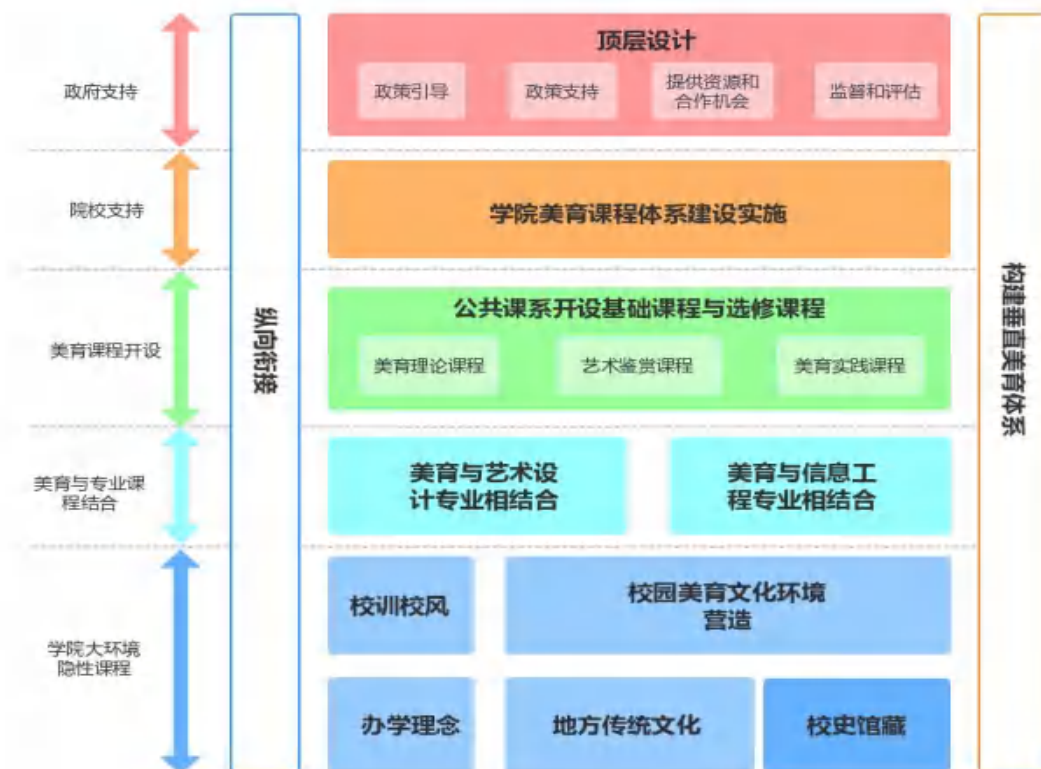 顶层设计
政府支持
政策引导
政策支持
提供资源和
合作机会
监督和评估
院校支持
学院美育课程体系建设实施
纵向衔接
构建垂直美育体系
公共课系开设基础课程与选修课程
美育课程开设
美育理论课程
艺术鉴赏课程
美育实践课程
美育与专业课
程结合
美育与艺术设
计专业相结合
美育与信息工
程专业相结合
学院大环境
隐性课程
校训校风
校园美育文化环境
营造
办学理念
地方传统文化
校史馆藏